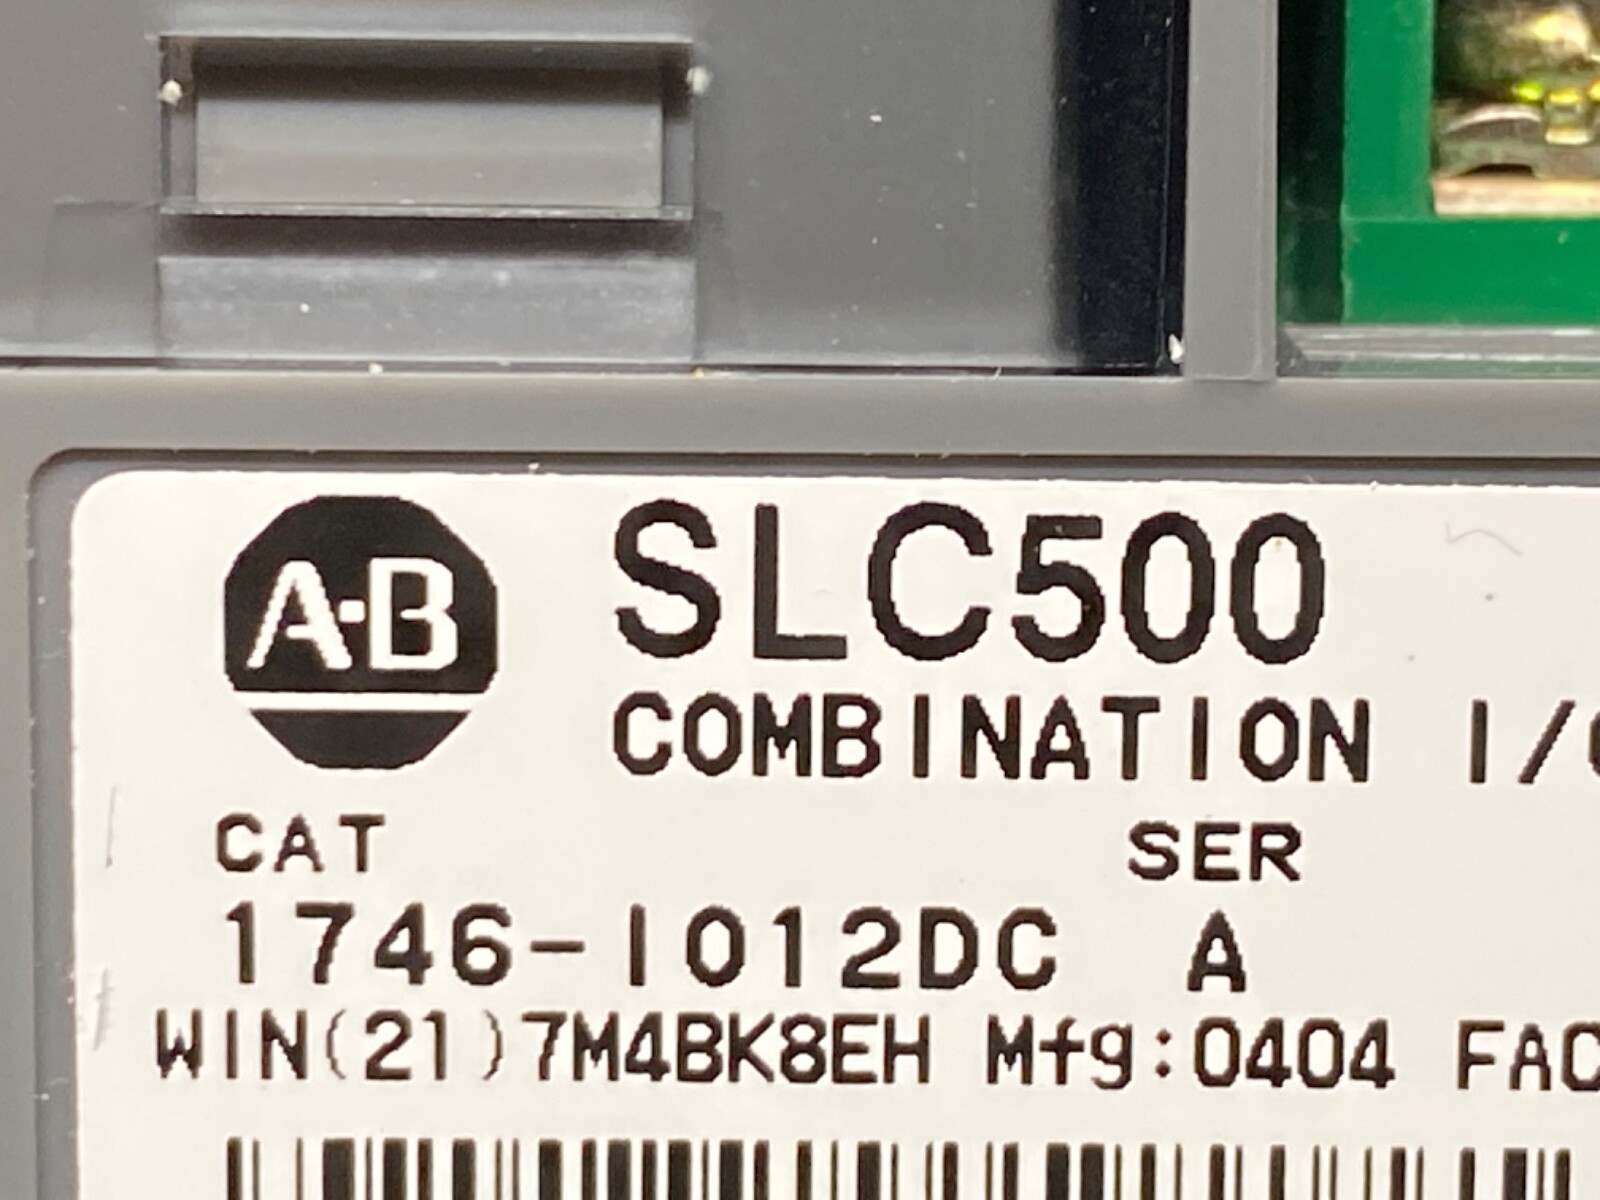 A-B
SLC500
COMBINATION I/
CAT SER
1746-IO12DC A
WIN(21)7M4BK8EH Mfg:0404 FAC